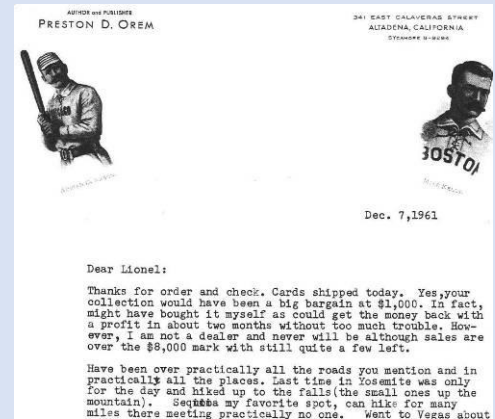 AUTHOR and PUBLISHER
PRESTON D. OREM
341 EAST CALAVERAS STREET
ALTADENA, CALIFORNIA
SYCAMORE
BOSTON
Dec. 7,1961
Dear Lionel:
Thanks for order and check. Cards shipped today. Yes,your
collection would have been a big bargain at $1,000. In fact,
might have bought it myself as could get the money back with
a profit in about two months without too much trouble. How-
ever, I am not a dealer and never will be although sales are
over the $8,000 mark with still quite a few left.
Have been over practically all the roads you mention and in
practically all the places. Last time in Yosemite was only
for the day and hiked up to the falls(the small ones up the
mountain). my favorite spot, can hike for many
miles there meeting practically no one. Went to Vegas about